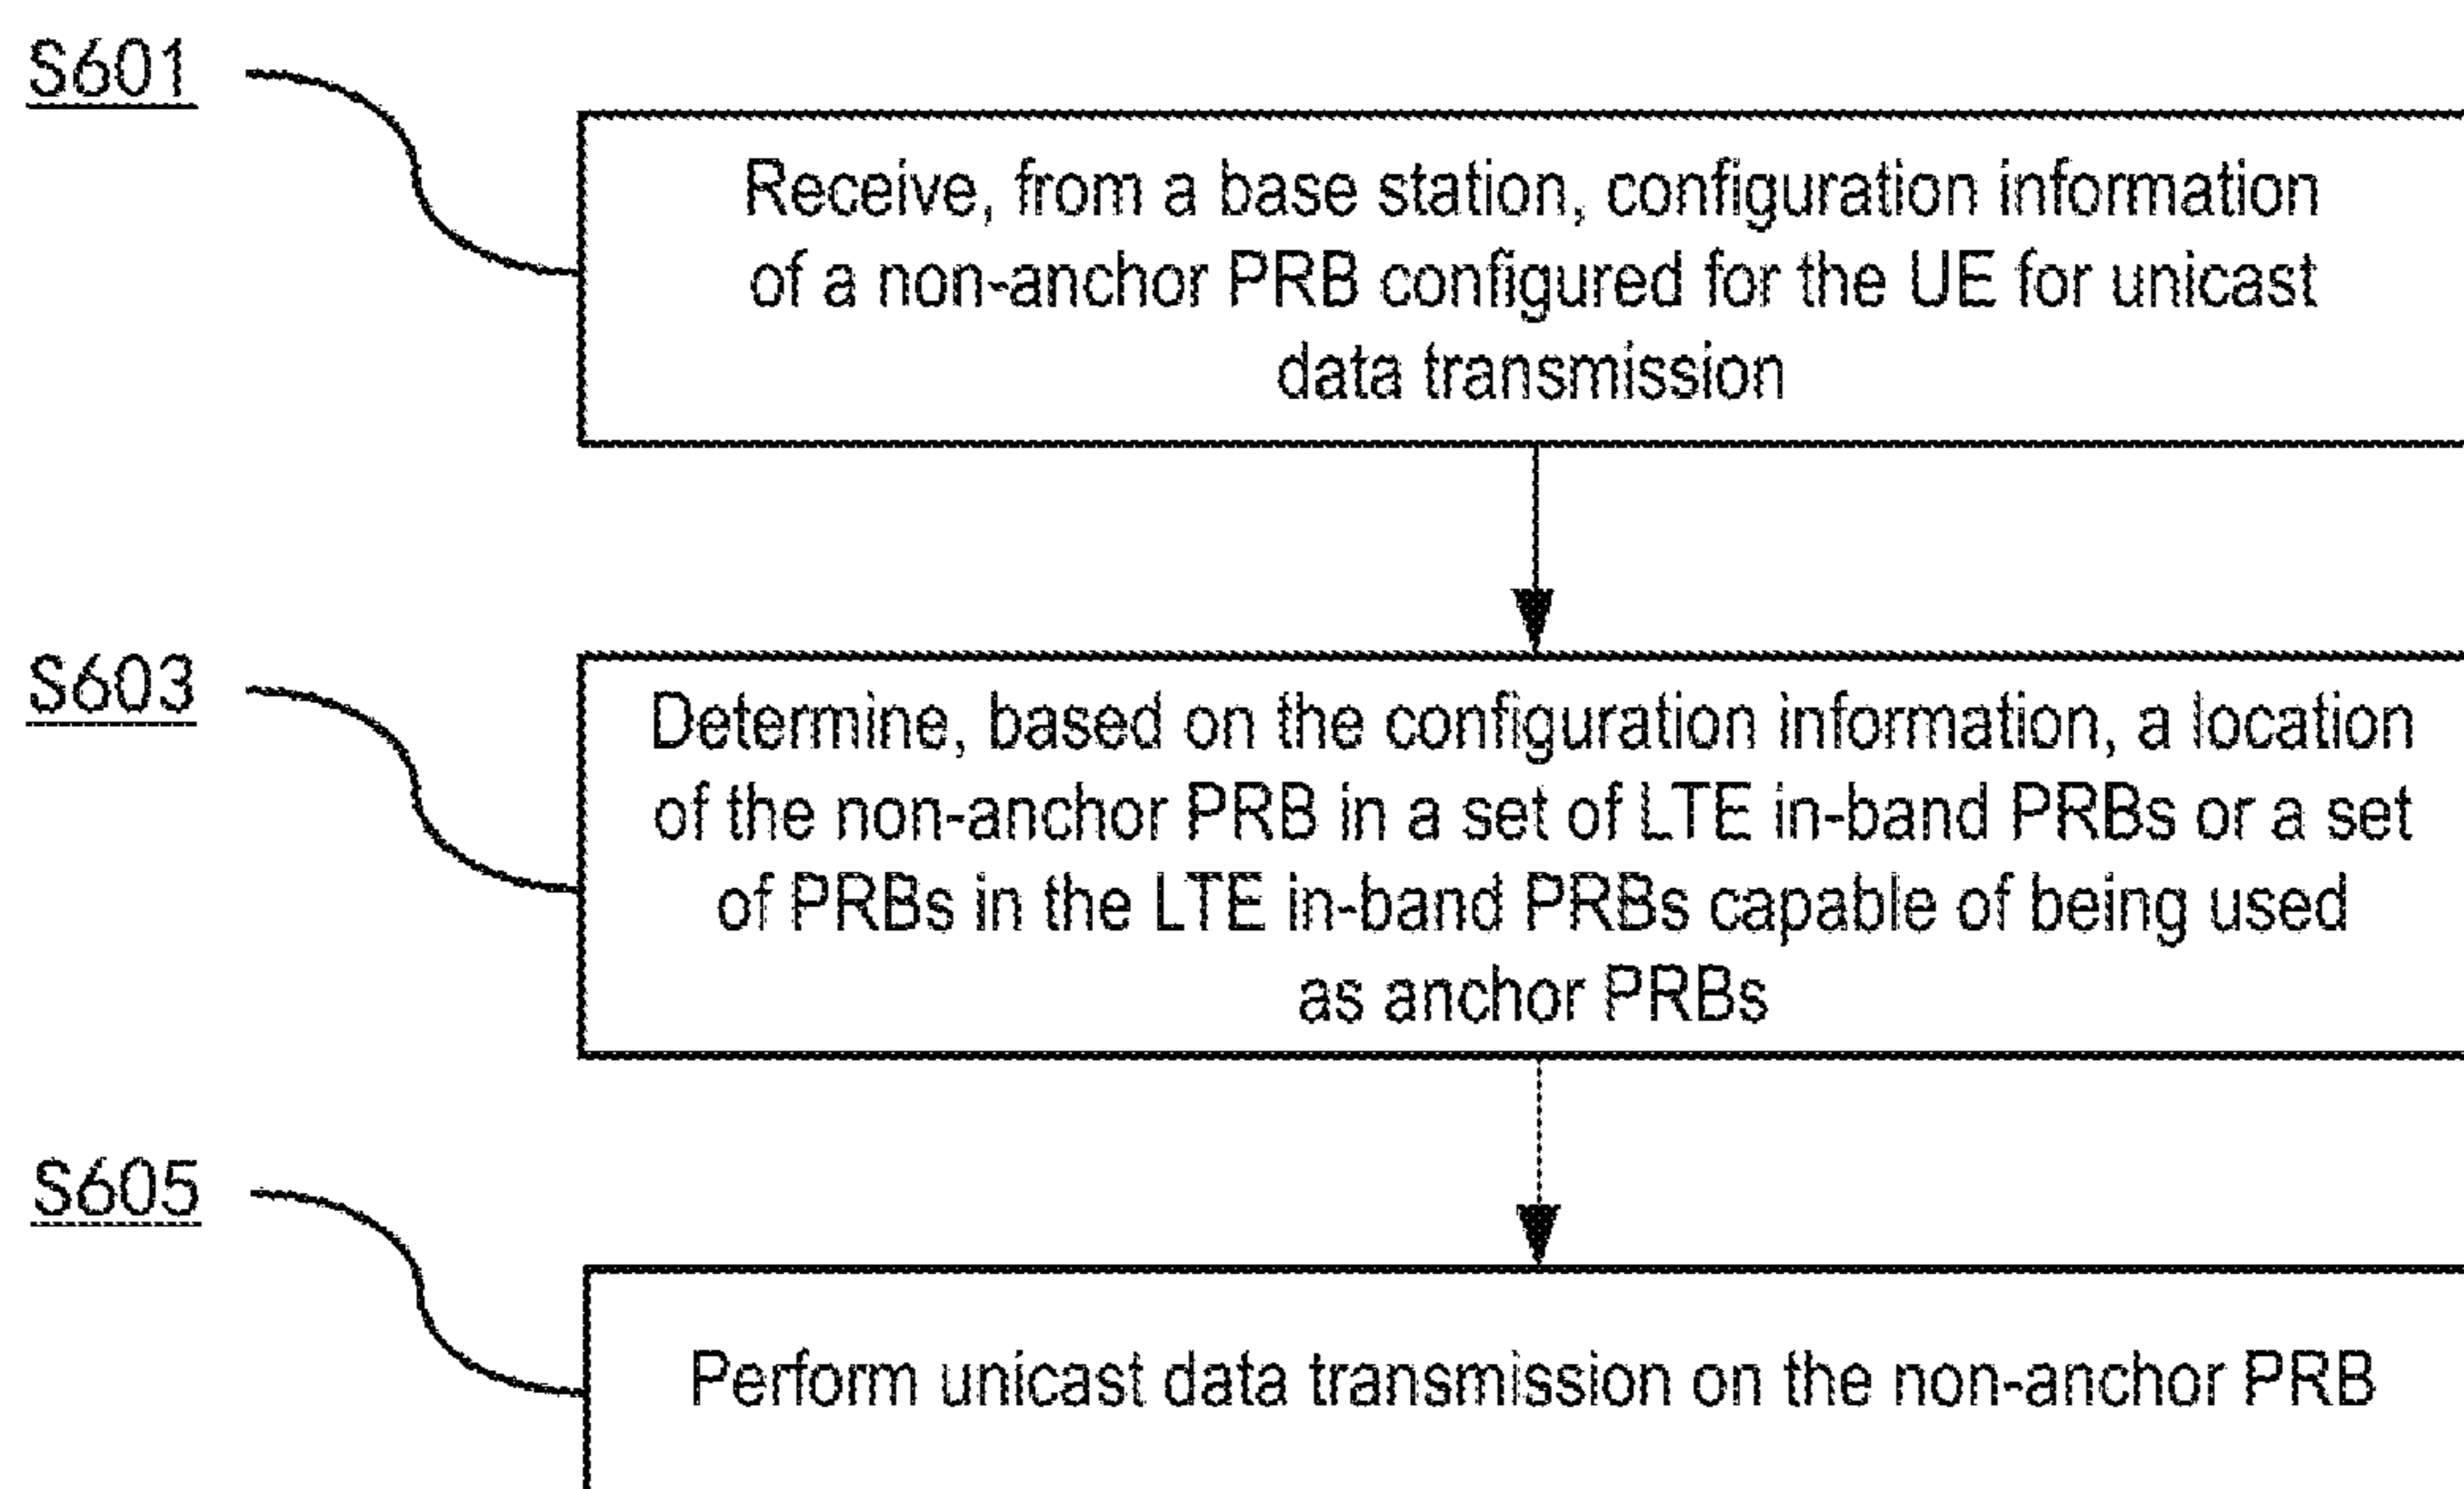 S601
Receive, from a base station, configuration information
of a non-anchor PRB configured for the UE for unicast
data transmission
S603
Determine, based on the configuration information, a location
of the non-anchor PRB in a set of LTE in-band PRBs or a set
of PRBs in the LTE in-band PRBs capable of being used
as anchor PRBs
S605
Perform unicast data transmission on the non-anchor PRB